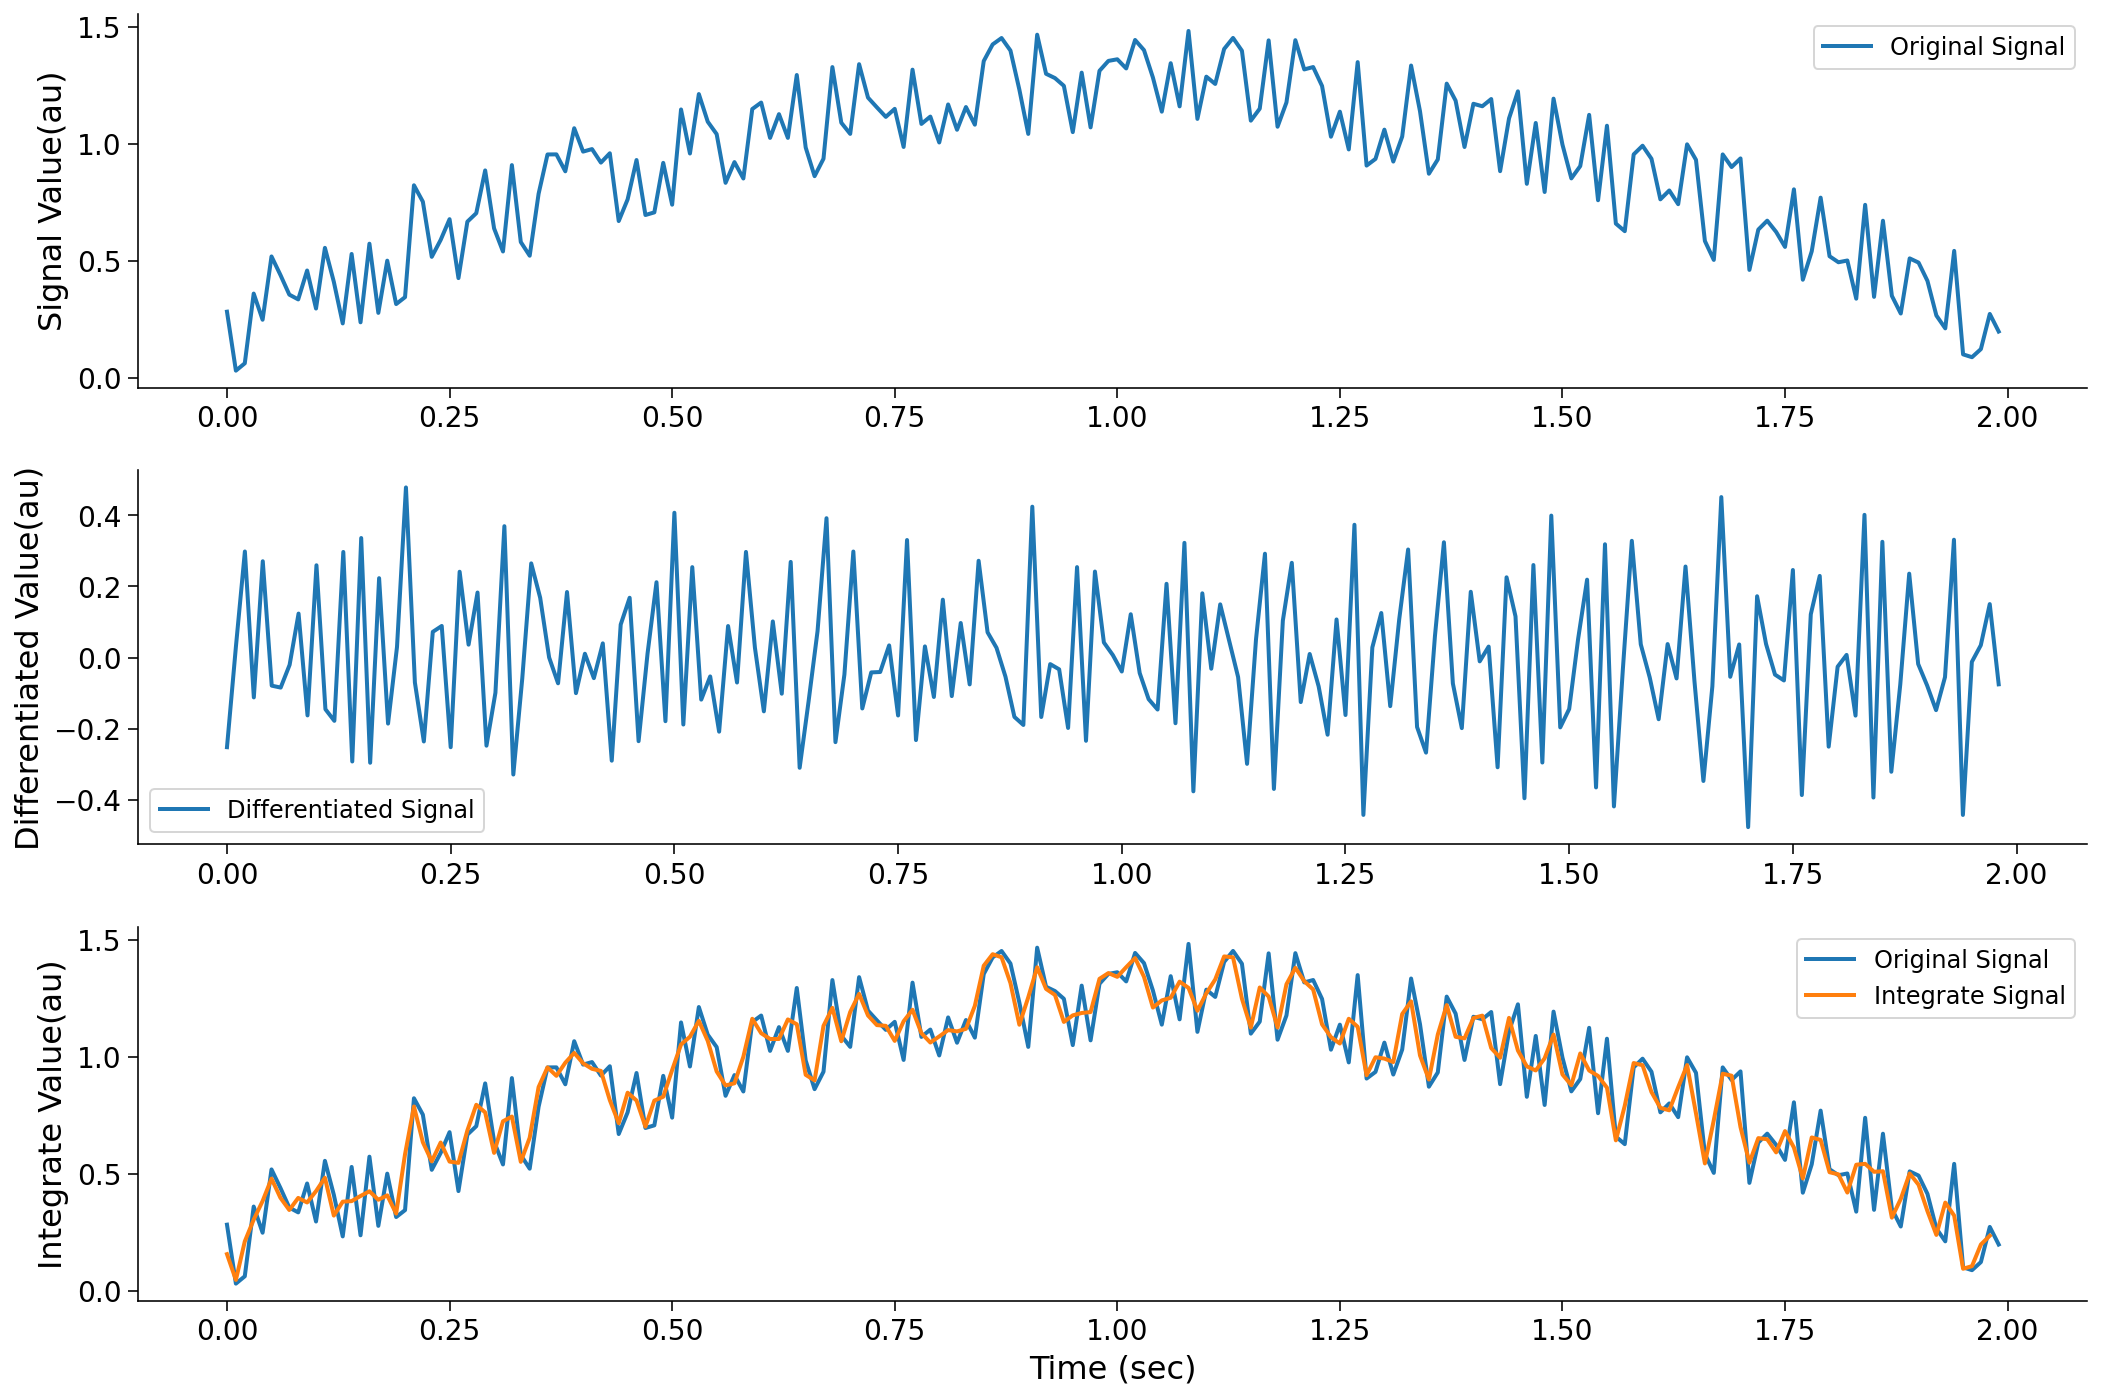 1.5
1.0
0.5
0.0
Signal Value(au)
Original Signal
0.00 0.25 0.50 0.75 1.00 1.25 1.50 1.75 2.00
0.4
0.2
0.0
−0.2
−0.4
Differentiated Value(au)
Differentiated Signal
0.00 0.25 0.50 0.75 1.00 1.25 1.50 1.75 2.00
1.5
1.0
0.5
0.0
Integrate Value(au)
Original Signal
Integrate Signal
0.00 0.25 0.50 0.75 1.00 1.25 1.50 1.75 2.00
Time (sec)